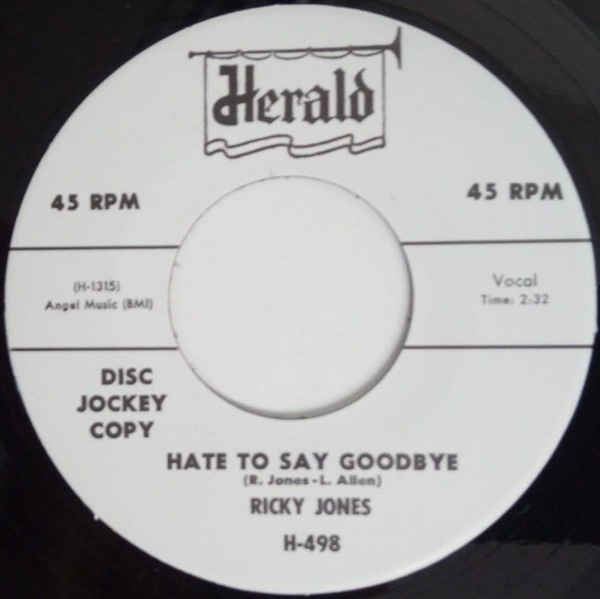 Herald
45 RPM
45 RPM
(H-1315)
Angel Music (BMI)
Vocal
Time: 2:32
DISC
JOCKEY
COPY
HATE TO SAY GOODBYE
(R. Jones-L. Allen)
RICKY JONES
H-498